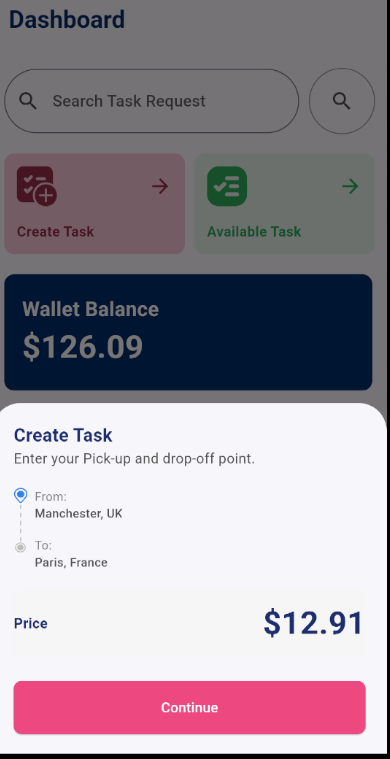 Dashboard
Search Task Request
Create Task
Available Task
Wallet Balance
$126.09
Create Task
Enter your Pick-up and drop-off point.
From:
Manchester, UK
To:
Paris, France
Price
$12.91
Continue